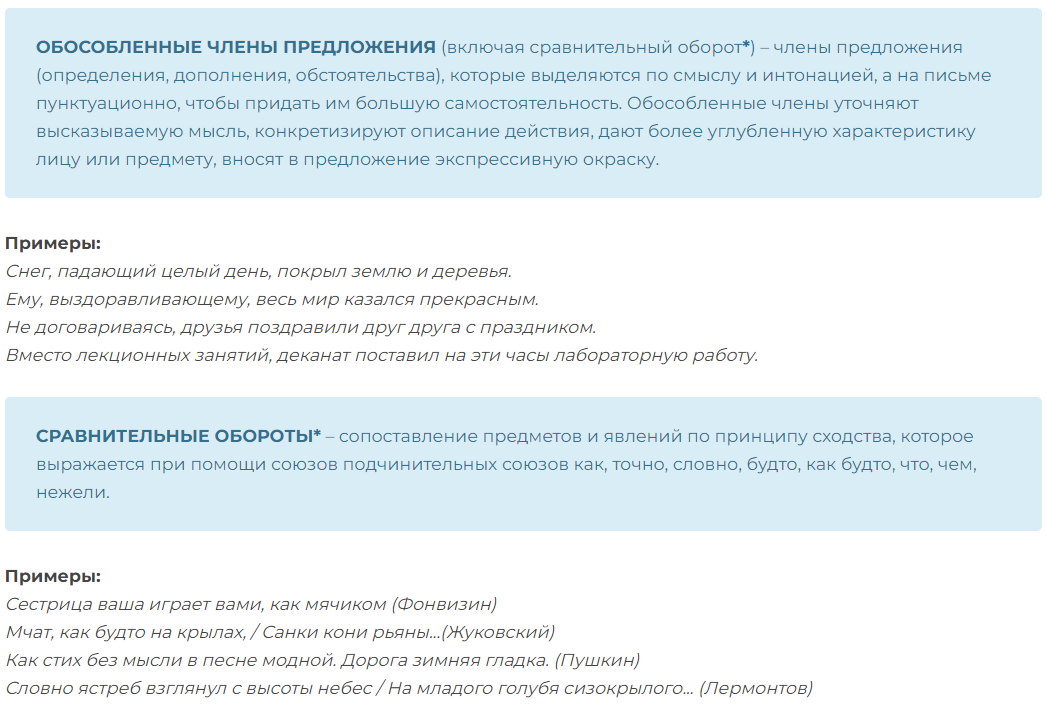 ОБОСОБЛЕННЫЕ ЧЛЕНЫ ПРЕДЛОЖЕНИЯ (включая сравнительный оборот*) – члены предложения
(определения, дополнения, обстоятельства), которые выделяются по смыслу и интонацией, а на письме
пунктуационно, чтобы придать им большую самостоятельность. Обособленные члены уточняют
высказываемую мысль, конкретизируют описание действия, дают более углубленную характеристику
лицу или предмету, вносят в предложение экспрессивную окраску.
Примеры:
Снег, падающий целый день, покрыл землю и деревья.
Ему, выздоравливающему, весь мир казался прекрасным.
Не договариваясь, друзья поздравили друг друга с праздником.
Вместо лекционных занятий, деканат поставил на эти часы лабораторную работу.
СРАВНИТЕЛЬНЫЕ ОБОРОТЫ* – сопоставление предметов и явлений по принципу сходства, которое
выражается при помощи союзов подчинительных союзов как, точно, словно, будто, как будто, что, чем,
нежели.
Примеры:
Сестрица ваша играет вами, как мячиком (Фонвизин)
Мчат, как будто на крыльях, / Санки кони рьяны...(Жуковский)
Как стих без мысли в песне модной. Дорога зимняя гладка. (Пушкин)
Словно ястреб взглянул с высоты небес / На младого голубя сизокрылого... (Лермонтов)